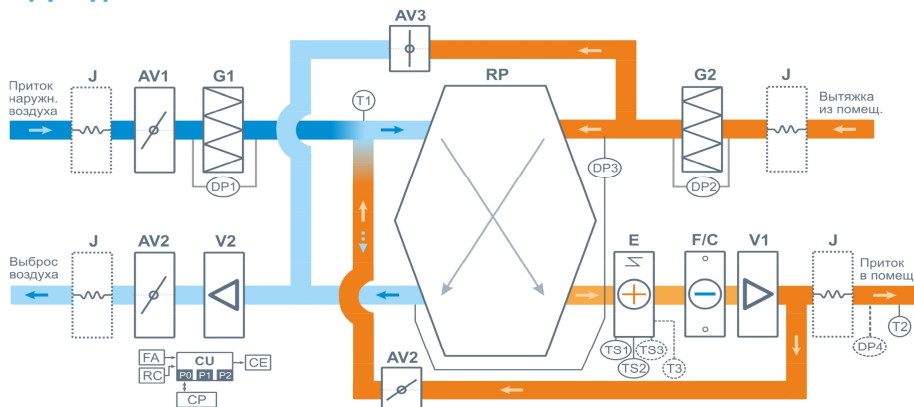 AV3
J
AV1
G1
RP
G2
J
Приток
наружн.
воздуха
T1
Вытяжка
из помещ.
DP1
DP3
DP2
J
AV2
V2
E
F/C
V1
J
Выброс
воздуха
Приток
в помещ.
TS1
TS3
TS2
T3
DP4
T2
AV2
FA
CU
CE
RC
P0 P1 P2
CP